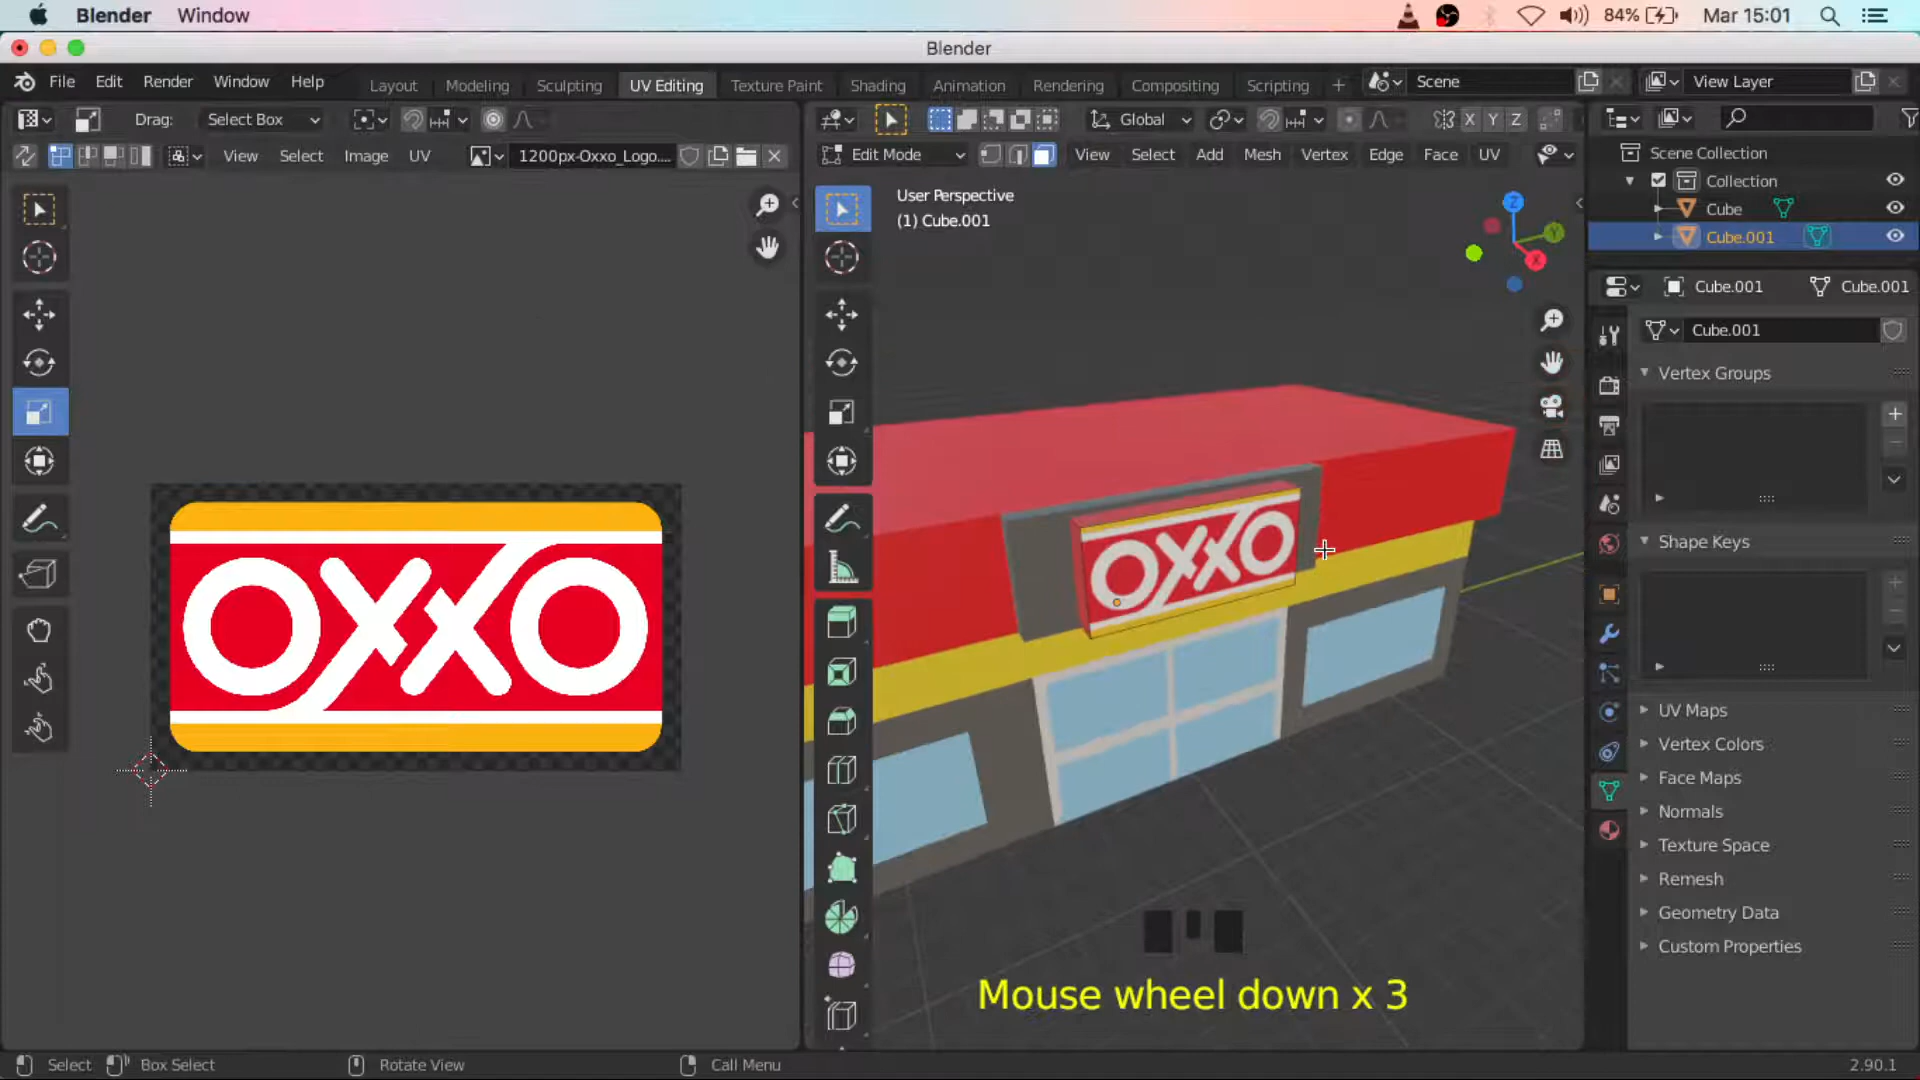 Blender Window 84% Mar 15:01
Blender
File Edit Render Window Help Layout Modeling Sculpting UV Editing Texture Paint Shading Animation Rendering Compositing Scripting + Scene View Layer
Drag: Select Box Global X Y Z
View Select Image UV 1200px-Oxxo_Logo.... Edit Mode View Select Add Mesh Vertex Edge Face UV
Scene Collection
Collection
Cube
Cube.001
User Perspective
(1) Cube.001
Z
Y
X
Cube.001 Cube.001
Cube.001
Vertex Groups
Shape Keys
UV Maps
Vertex Colors
Face Maps
Normals
Texture Space
Remesh
Geometry Data
Custom Properties
OXXO
OXXO
Mouse wheel down x 3
Select Box Select Rotate View Call Menu 2.90.1